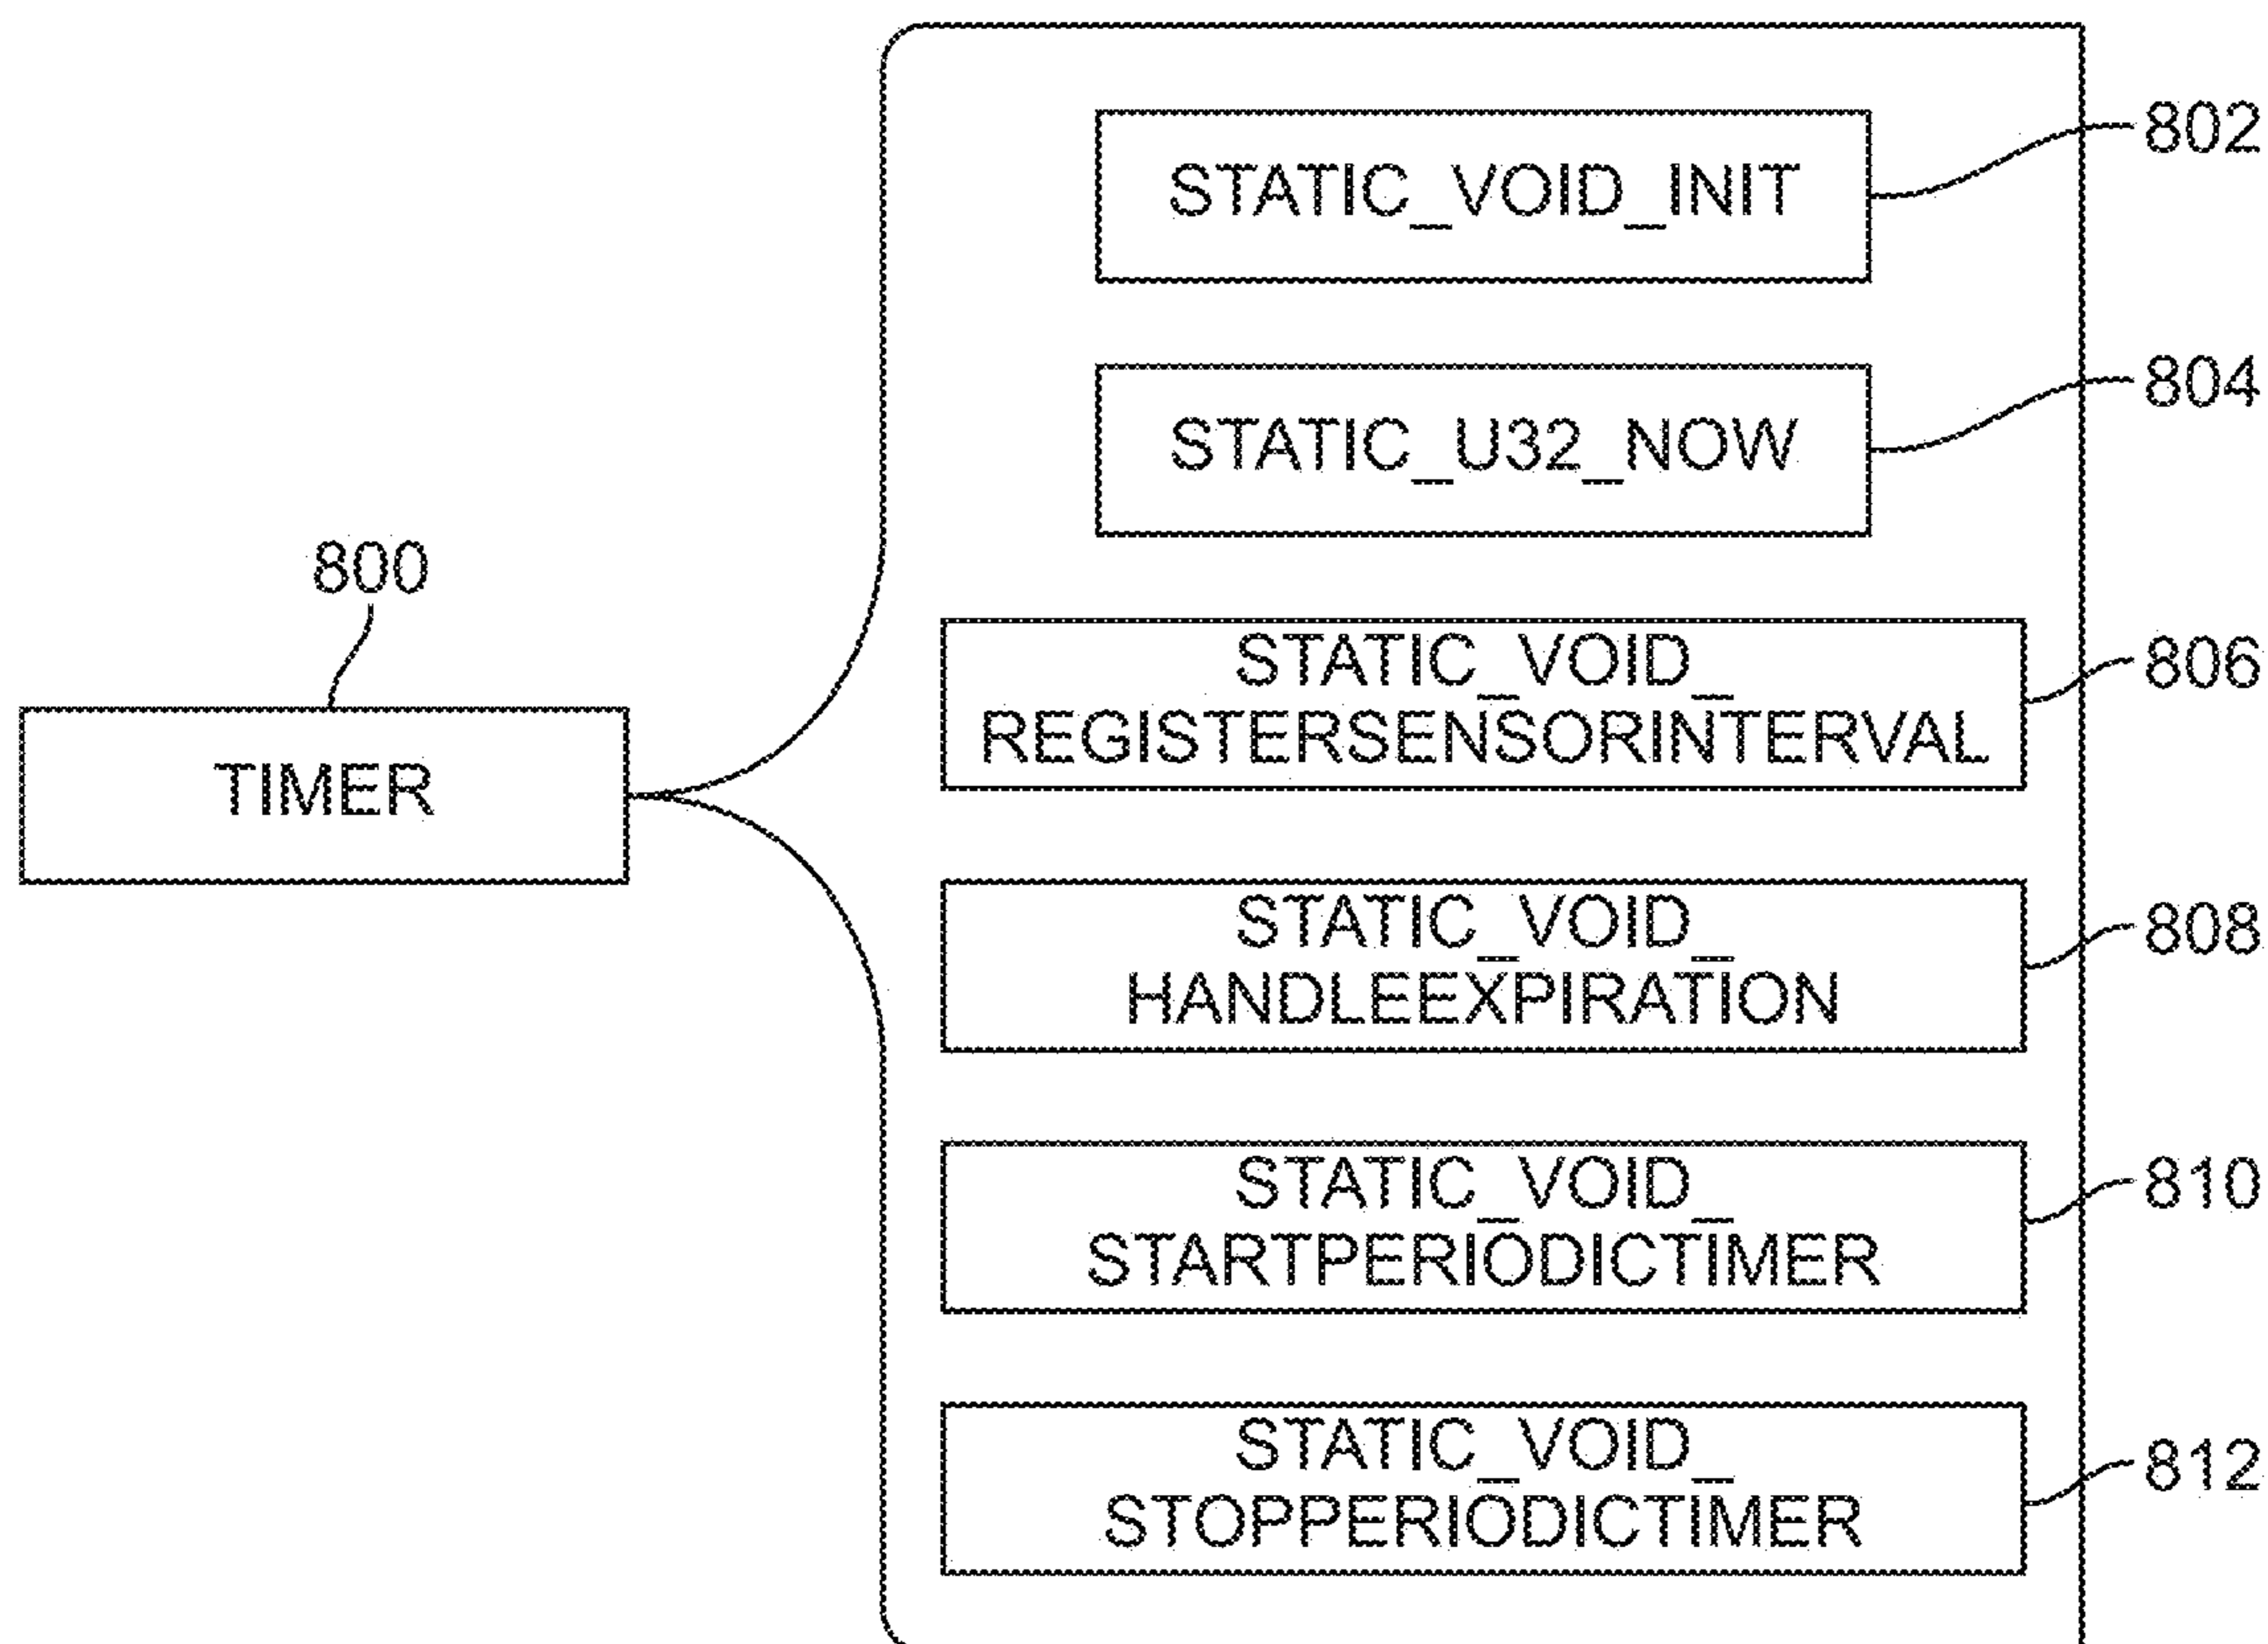 800
TIMER
STATIC_VOID_INIT
802
STATIC_U32_NOW
804
STATIC_VOID_
REGISTERSENSORINTERVAL
806
STATIC_VOID_
HANDLEEXPIRATION
808
STATIC_VOID_
STARTPERIODICTIMER
810
STATIC_VOID_
STOPPERIODICTIMER
812